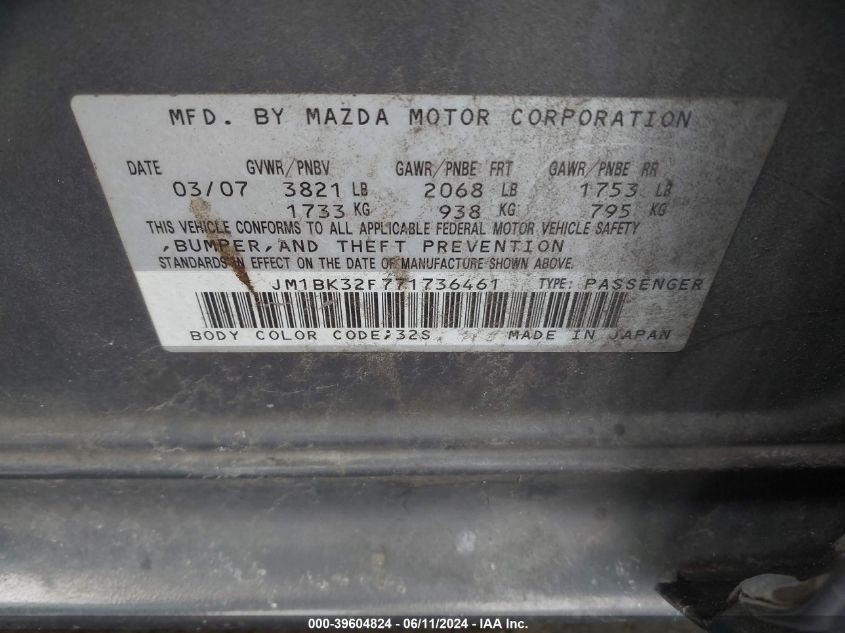 MFD. BY MAZDA MOTOR CORPORATION
DATE GVWR/PNBV GAWR/PNBE FRT GAWR/PNBE RR
03/07 3821 LB 2068 LB 1753 LB
1733 KG 938 KG 795 KG
THIS VEHICLE CONFORMS TO ALL APPLICABLE FEDERAL MOTOR VEHICLE SAFETY
,BUMPER,AND THEFT PREVENTION
STANDARDS IN EFFECT ON THE DATE OF MANUFACTURE SHOWN ABOVE.
JM1BK32F771736461 TYPE: PASSENGER
BODY COLOR CODE;32S MADE IN JAPAN
000-39604824 - 06/11/2024 - IAA Inc.